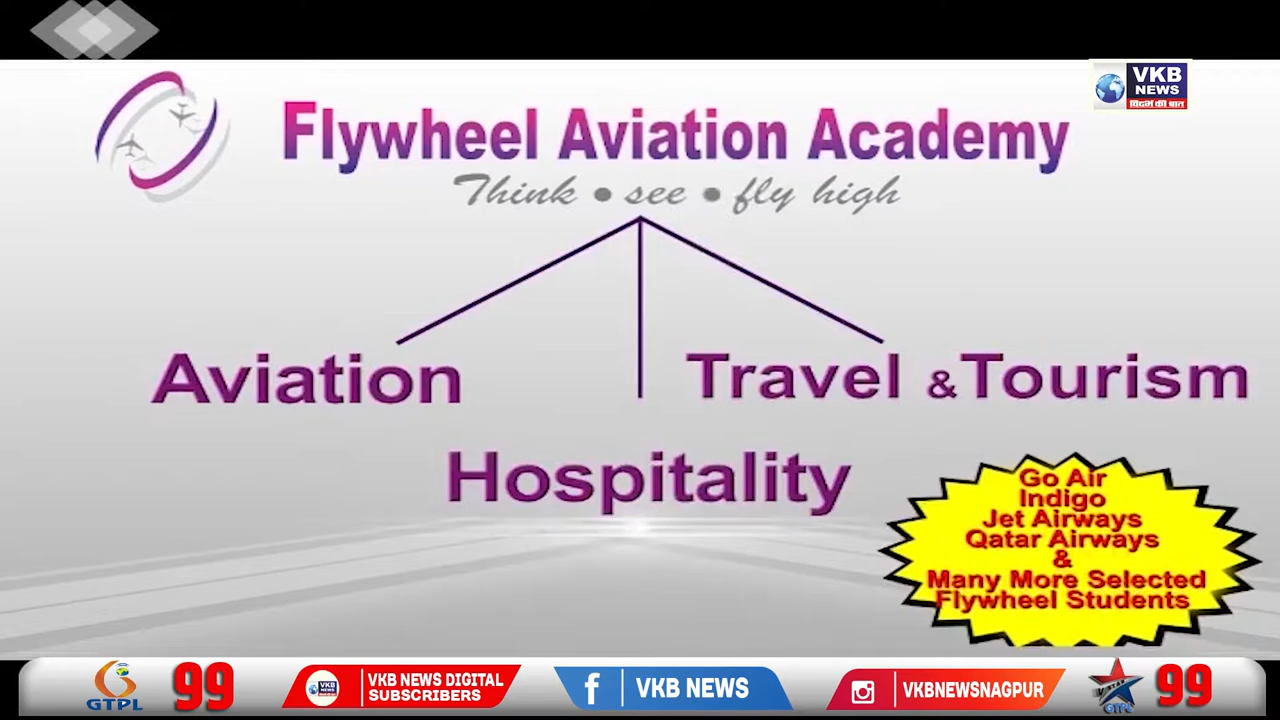 VKB
NEWS
विदर्भ की बात
Flywheel Aviation Academy
Think • see • fly high
Aviation
Travel & Tourism
Hospitality
Go Air
Indigo
Jet Airways
Qatar Airways
&
Many More Selected
Flywheel Students
GTPL 99
VKB NEWS DIGITAL
SUBSCRIBERS
VKB NEWS
VKBNEWSNAGPUR
V STAR
GTPL 99